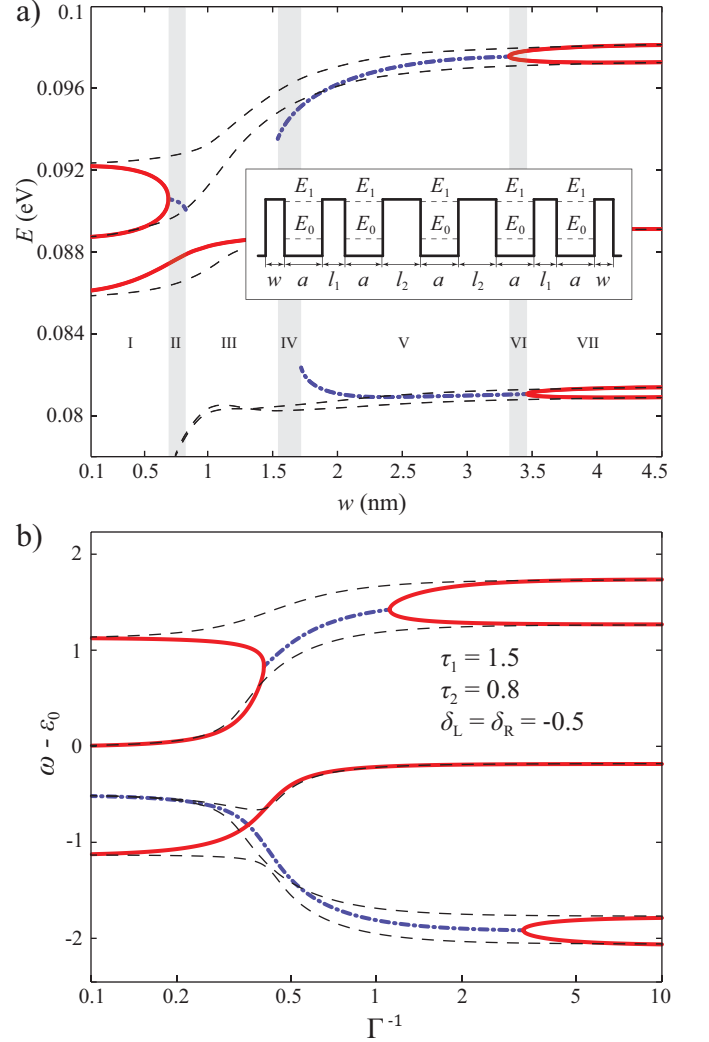 a)
0.1
0.096
0.092
0.088
0.084
0.08
E (eV)
E₁ E₁ E₁ E₁ E₁
E₀ E₀ E₀ E₀ E₀
w a l₁ a l₂ a l₂ a l₁ a w
I II III IV V VI VII
0.1 0.5 1 1.5 2 2.5 3 3.5 4 4.5
w (nm)
b)
2
1
0
-1
-2
ω - ε₀
τ₁ = 1.5
τ₂ = 0.8
δ_L = δ_R = -0.5
0.1 0.2 0.5 1 2 5 10
Γ⁻¹